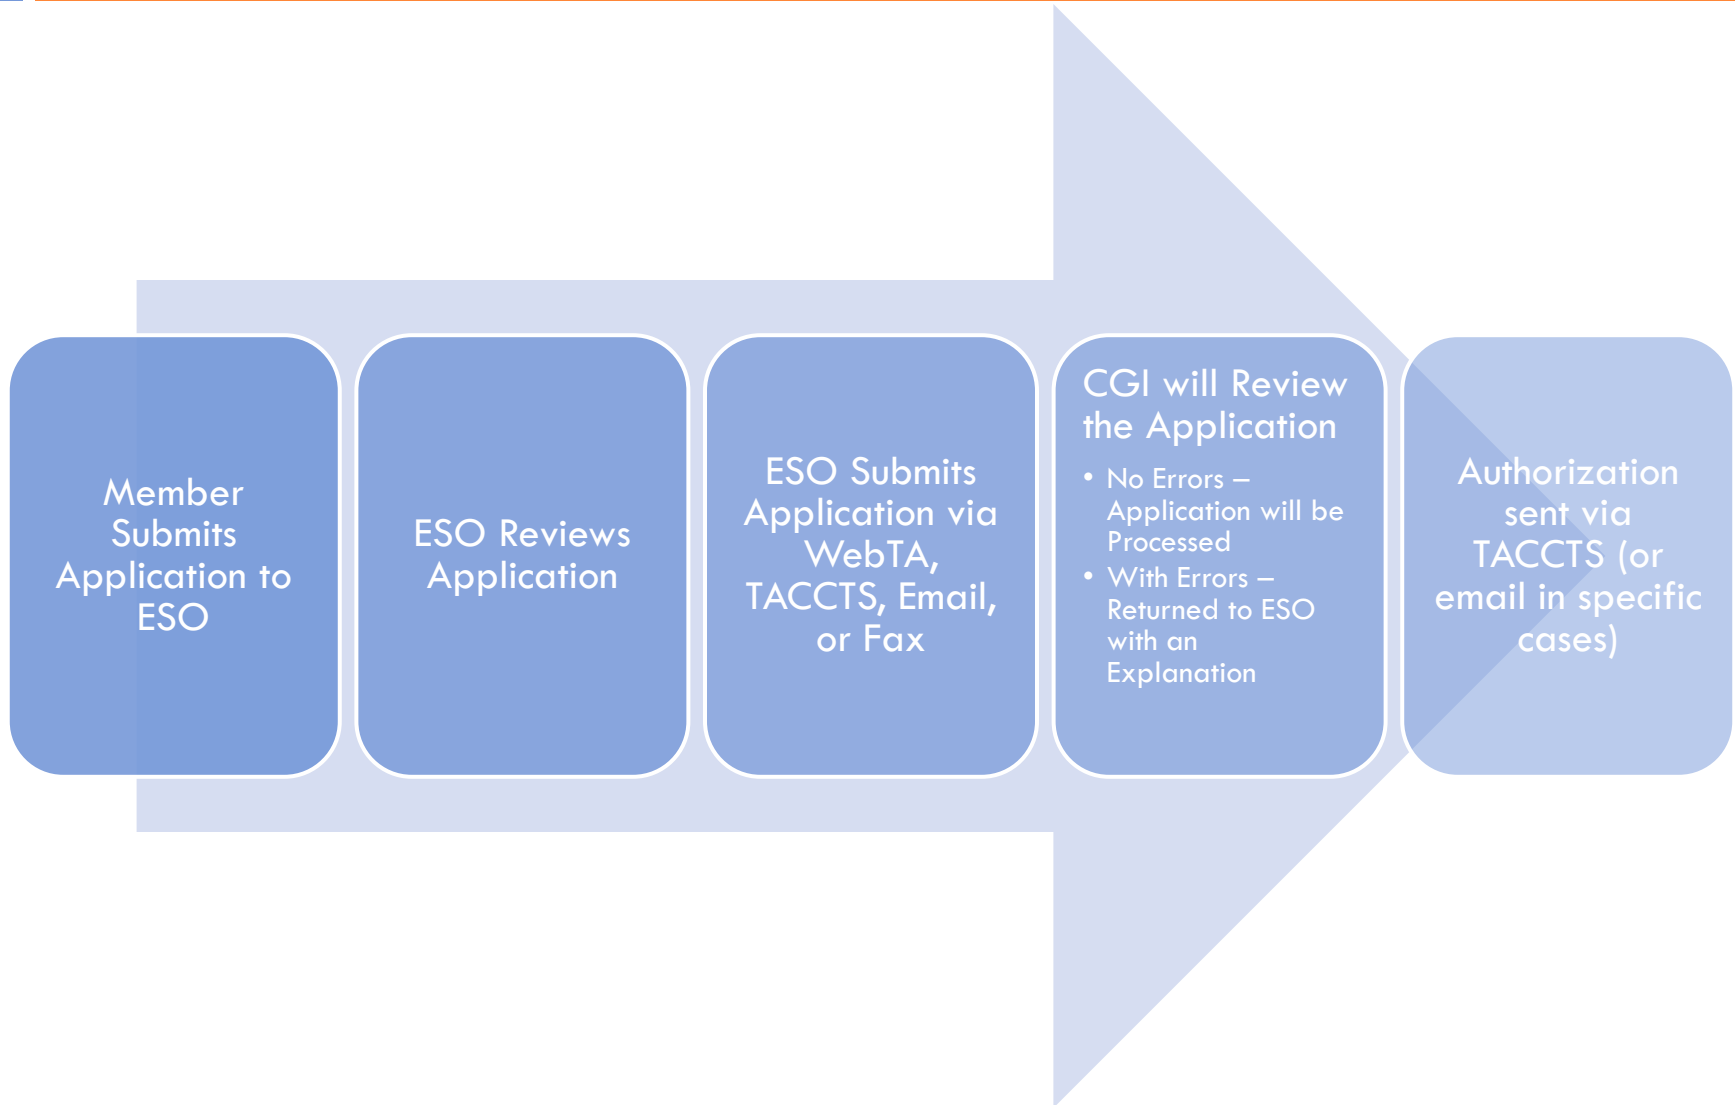 Member
Submits
Application to
ESO
ESO Reviews
Application
ESO Submits
Application via
WebTA,
TACCTS, Email,
or Fax
CGI will Review
the Application
• No Errors –
Application will be
Processed
• With Errors –
Returned to ESO
with an
Explanation
Authorization
sent via
TACCTS (or
email in specific
cases)